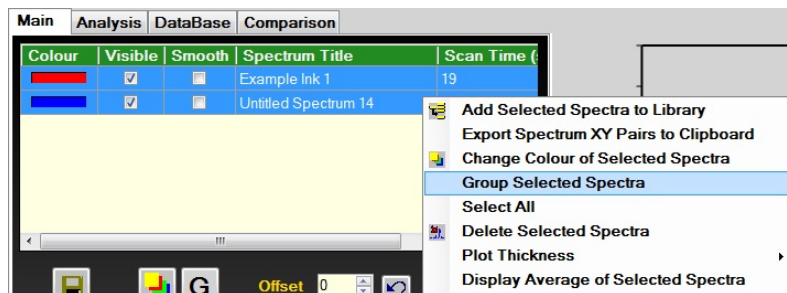 Main Analysis DataBase Comparison
Colour Visible Smooth Spectrum Title Scan Time (
Example Ink 1 19
Untitled Spectrum 14
Add Selected Spectra to Library
Export Spectrum XY Pairs to Clipboard
Change Colour of Selected Spectra
Group Selected Spectra
Select All
Delete Selected Spectra
Plot Thickness
Display Average of Selected Spectra
G Offset 0